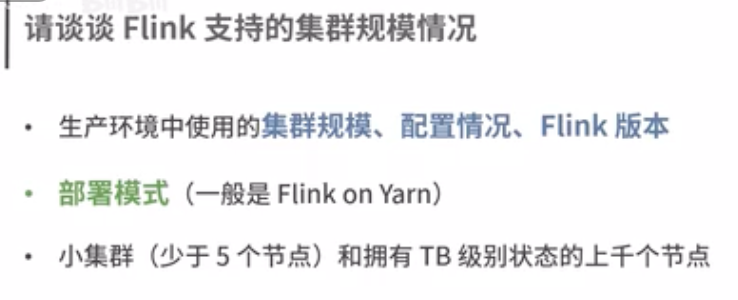 请谈谈 Flink 支持的集群规模情况
• 生产环境中使用的集群规模、配置情况、Flink 版本
• 部署模式（一般是 Flink on Yarn）
• 小集群（少于 5 个节点）和拥有 TB 级别状态的上千个节点